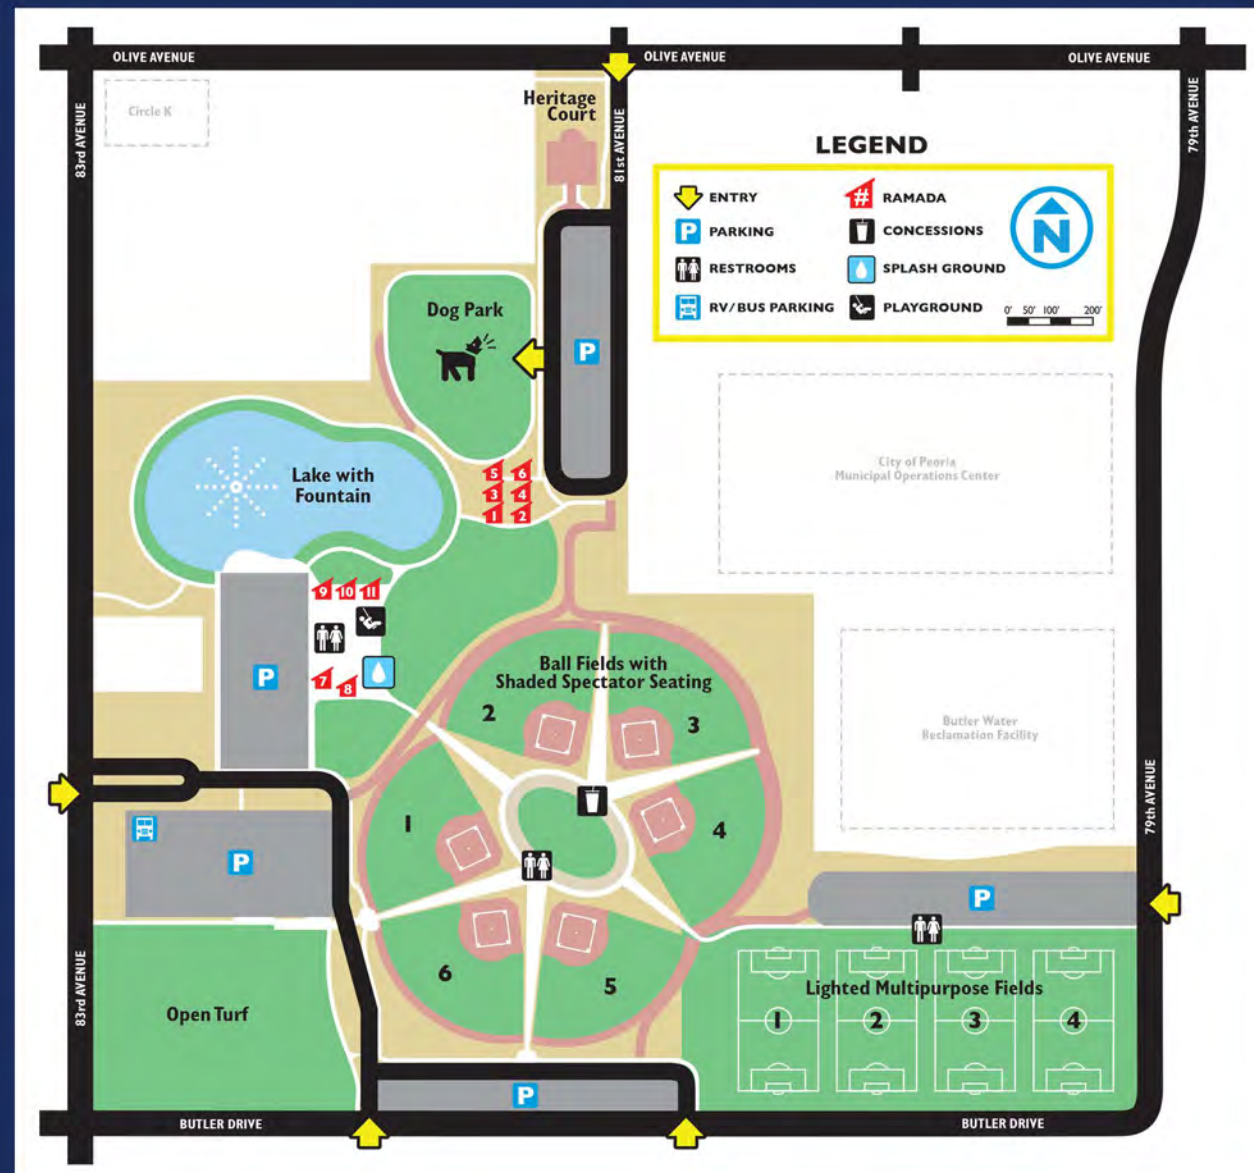 OLIVE AVENUE
OLIVE AVENUE
OLIVE AVENUE
83rd AVENUE
Circle K
Heritage
Court
81st AVENUE
79th AVENUE
LEGEND
ENTRY
P PARKING
RESTROOMS
RV/BUS PARKING
# RAMADA
CONCESSIONS
SPLASH GROUND
PLAYGROUND
N
0' 50' 100' 200'
Dog Park
P
City of Peoria
Municipal Operations Center
Lake with
Fountain
5 6
3 4
1 2
9 10 11
7 8
P
Ball Fields with
Shaded Spectator Seating
2
3
1
4
6
5
Butler Water
Reclamation Facility
79th AVENUE
P
P
83rd AVENUE
Open Turf
Lighted Multipurpose Fields
1 2 3 4
P
BUTLER DRIVE
BUTLER DRIVE